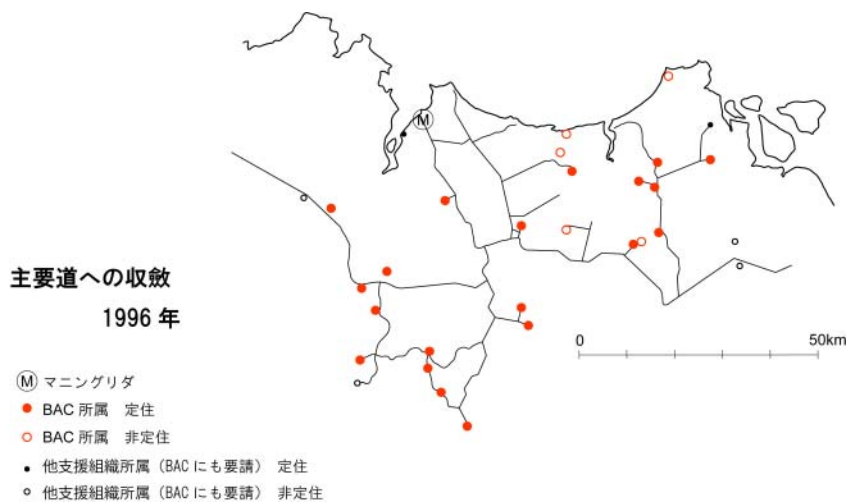 M
0
50km
主要道への収斂
1996 年
M マニングリダ
BAC 所属 定住
BAC 所属 非定住
他支援組織所属（BAC にも要請） 定住
他支援組織所属（BAC にも要請） 非定住